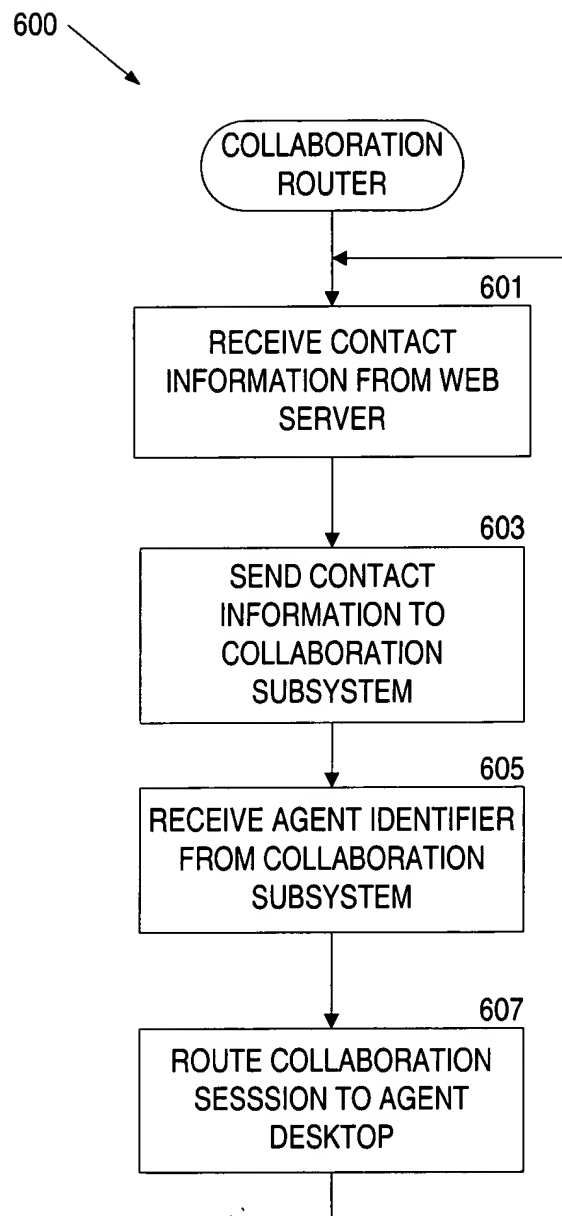 600
COLLABORATION
ROUTER
601
RECEIVE CONTACT
INFORMATION FROM WEB
SERVER
603
SEND CONTACT
INFORMATION TO
COLLABORATION
SUBSYSTEM
605
RECEIVE AGENT IDENTIFIER
FROM COLLABORATION
SUBSYSTEM
607
ROUTE COLLABORATION
SESSSION TO AGENT
DESKTOP